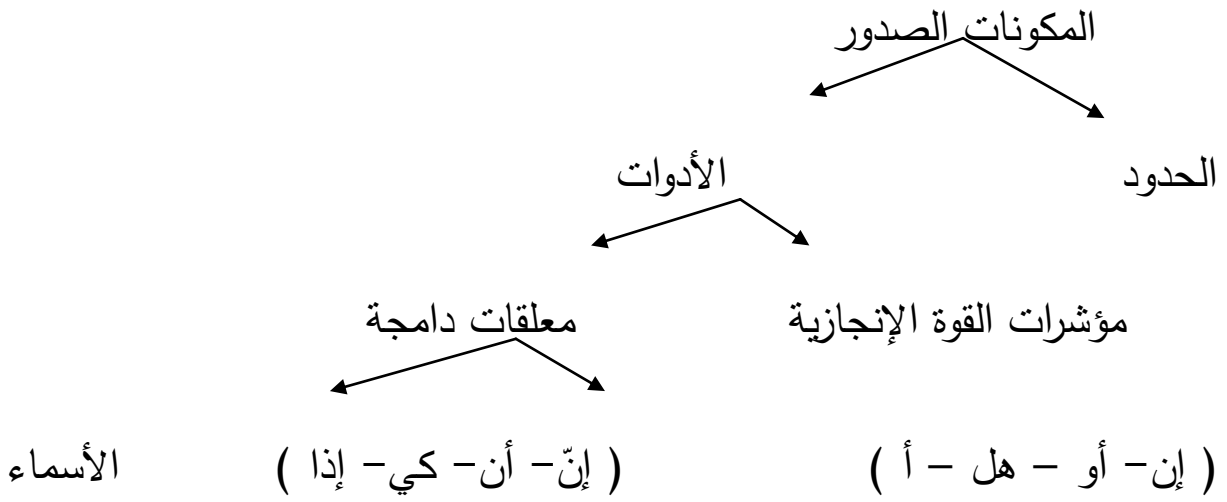 المكونات الصدور
الحدود الأدوات
مؤشرات القوة الإنجازية معلقات دامجة
( إن- أو – هل – أ ) ( إنّ- أن- كي- إذا ) الأسماء